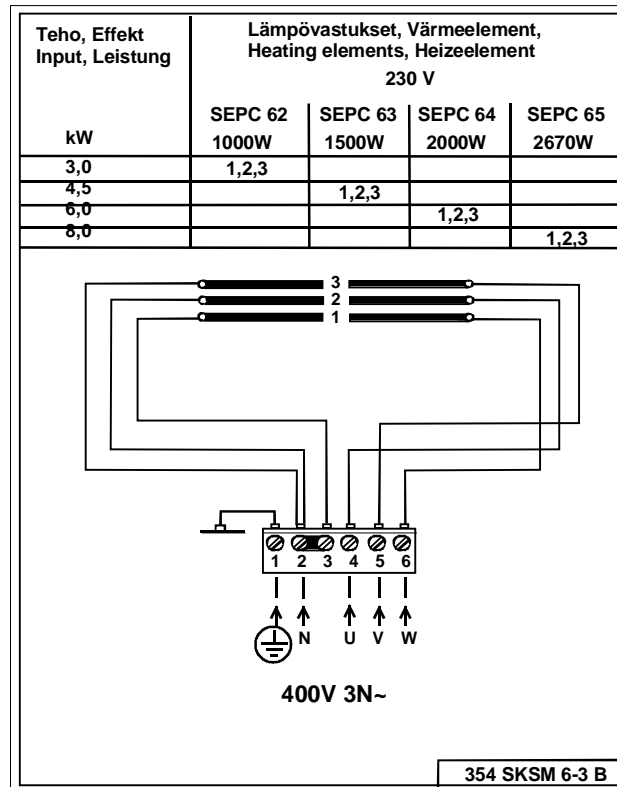 Teho, Effekt
Input, Leistung
Lämpövastukset, Värmeelement,
Heating elements, Heizeelement
230 V
kW
SEPC 62 SEPC 63 SEPC 64 SEPC 65
1000W 1500W 2000W 2670W
3,0 1,2,3
4,5 1,2,3
6,0 1,2,3
8,0 1,2,3
3
2
1
1 2 3 4 5 6
N U V W
400V 3N~
354 SKSM 6-3 B